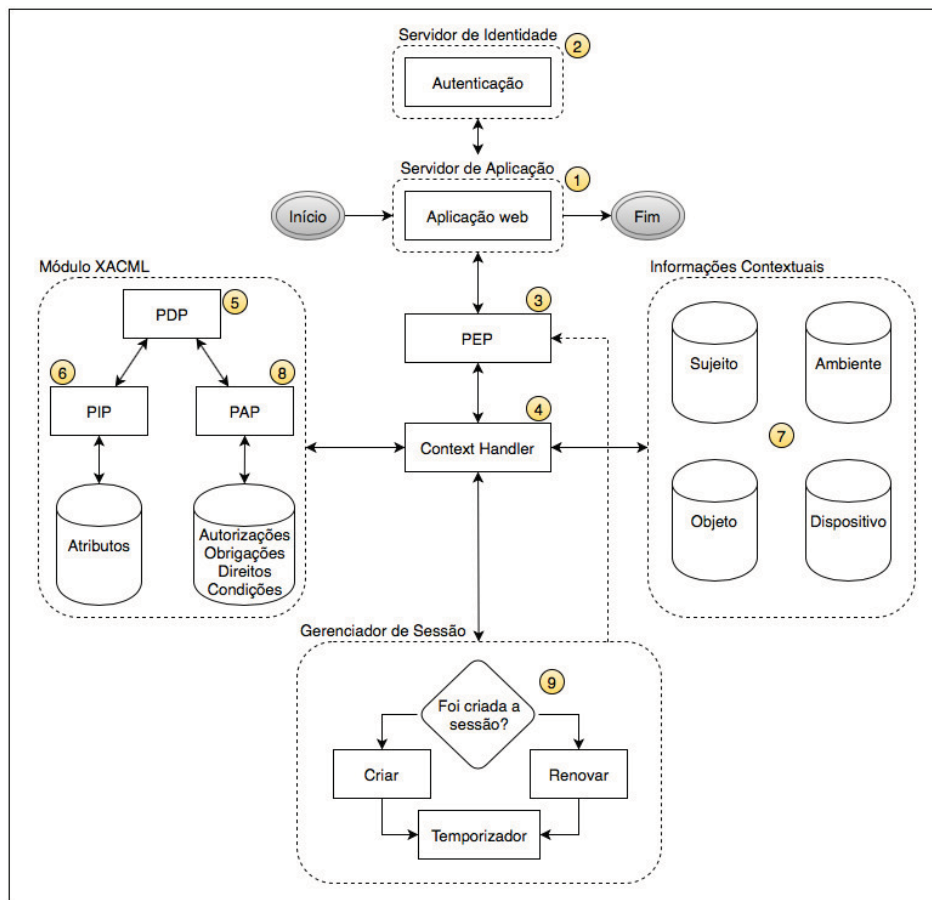 Servidor de Identidade
2
Autenticação
Servidor de Aplicação
1
Início
Aplicação web
Fim
Módulo XACML
Informações Contextuais
PDP
5
3
PEP
Sujeito
Ambiente
6
8
PIP
PAP
4
Context Handler
7
Atributos
Autorizações
Obrigações
Direitos
Condições
Objeto
Dispositivo
Gerenciador de Sessão
9
Foi criada a
sessão?
Criar
Renovar
Temporizador